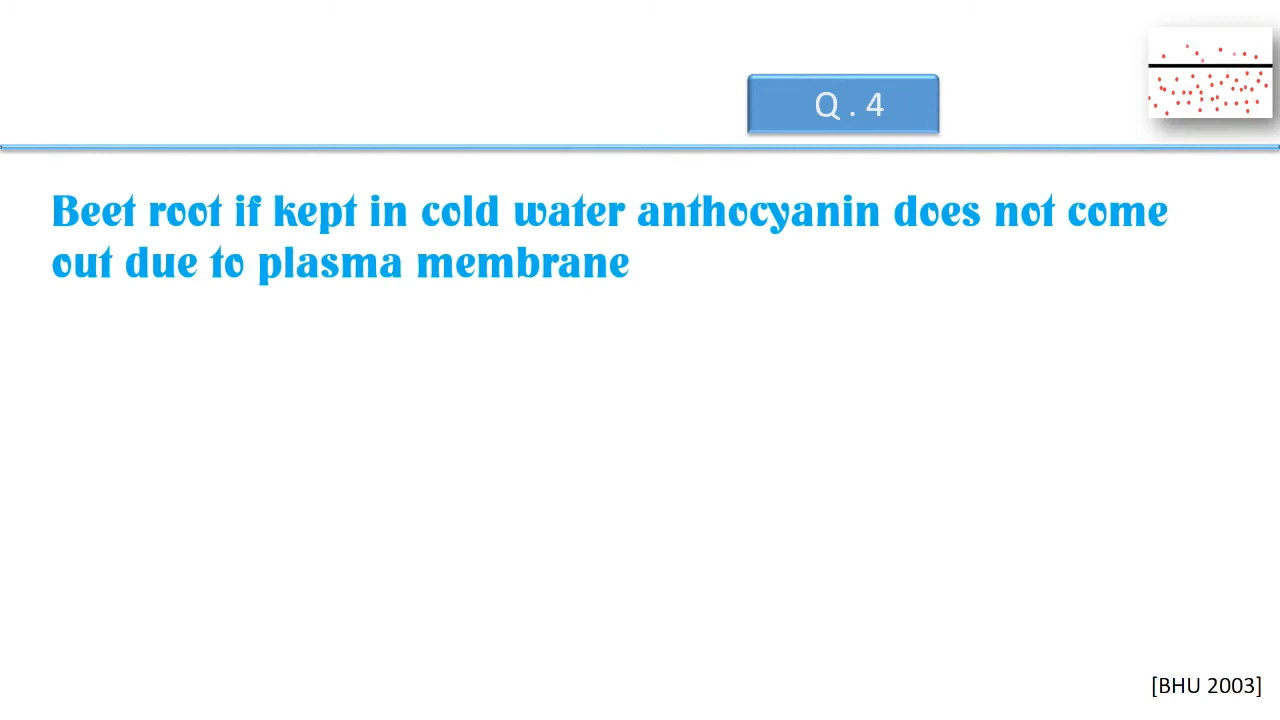 Q . 4
Beet root if kept in cold water anthocyanin does not come
out due to plasma membrane
[BHU 2003]